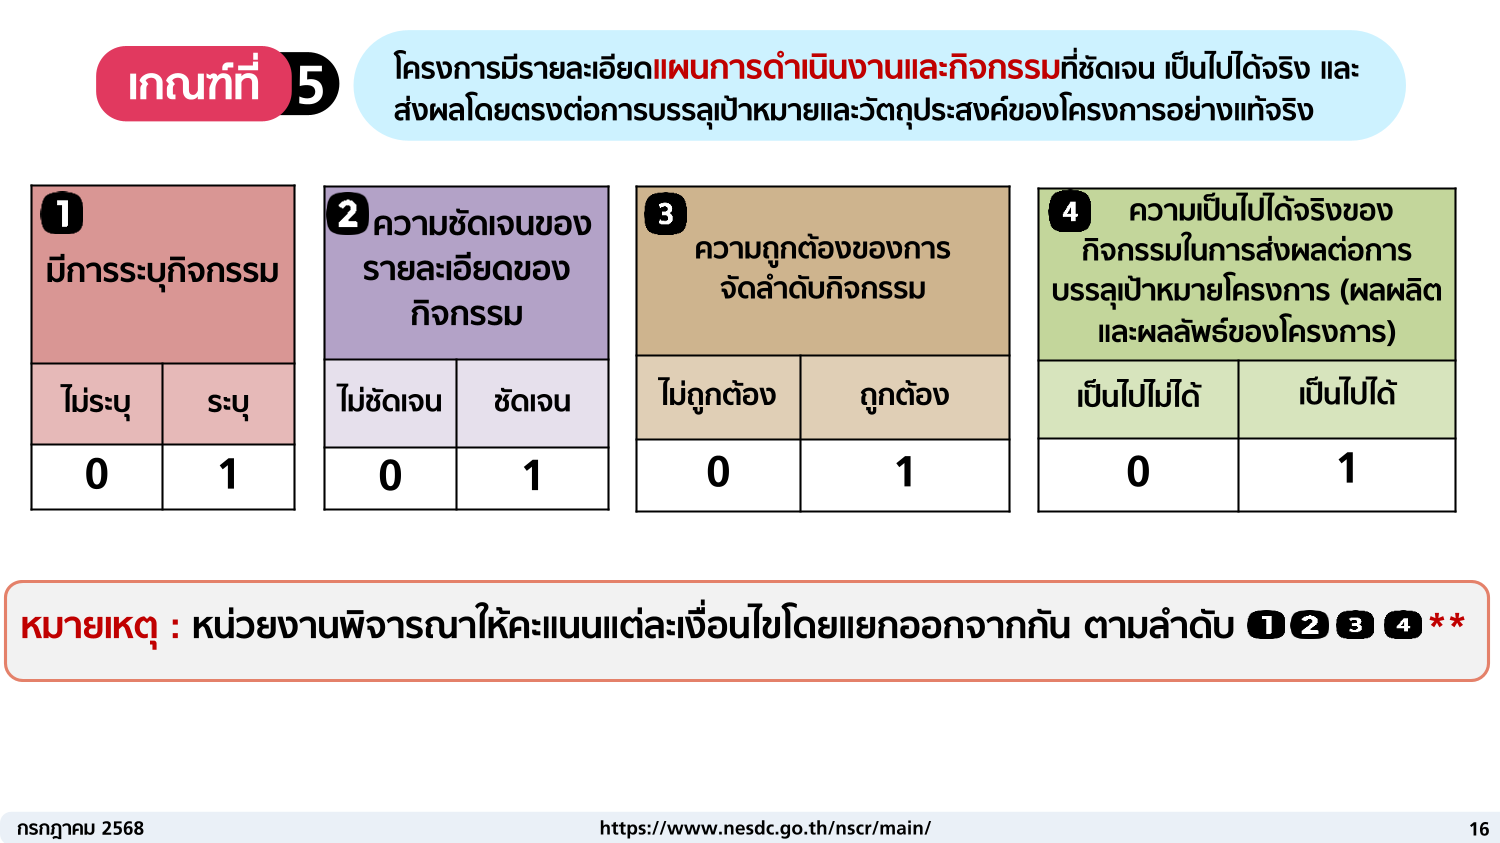 เกณฑ์ที่ 5
โครงการมีรายละเอียดแผนการดำเนินงานและกิจกรรมที่ชัดเจน เป็นไปได้จริง และ
ส่งผลโดยตรงต่อการบรรลุเป้าหมายและวัตถุประสงค์ของโครงการอย่างแท้จริง
1
มีการระบุกิจกรรม
ไม่ระบุ ระบุ
0 1
2 ความชัดเจนของ
รายละเอียดของ
กิจกรรม
ไม่ชัดเจน ชัดเจน
0 1
3
ความถูกต้องของการ
จัดลำดับกิจกรรม
ไม่ถูกต้อง ถูกต้อง
0 1
4 ความเป็นไปได้จริงของ
กิจกรรมในการส่งผลต่อการ
บรรลุเป้าหมายโครงการ (ผลผลิต
และผลลัพธ์ของโครงการ)
เป็นไปไม่ได้ เป็นไปได้
0 1
หมายเหตุ : หน่วยงานพิจารณาให้คะแนนแต่ละเงื่อนไขโดยแยกออกจากกัน ตามลำดับ 1 2 3 4 **
กรกฎาคม 2568 https://www.nesdc.go.th/nscr/main/ 16